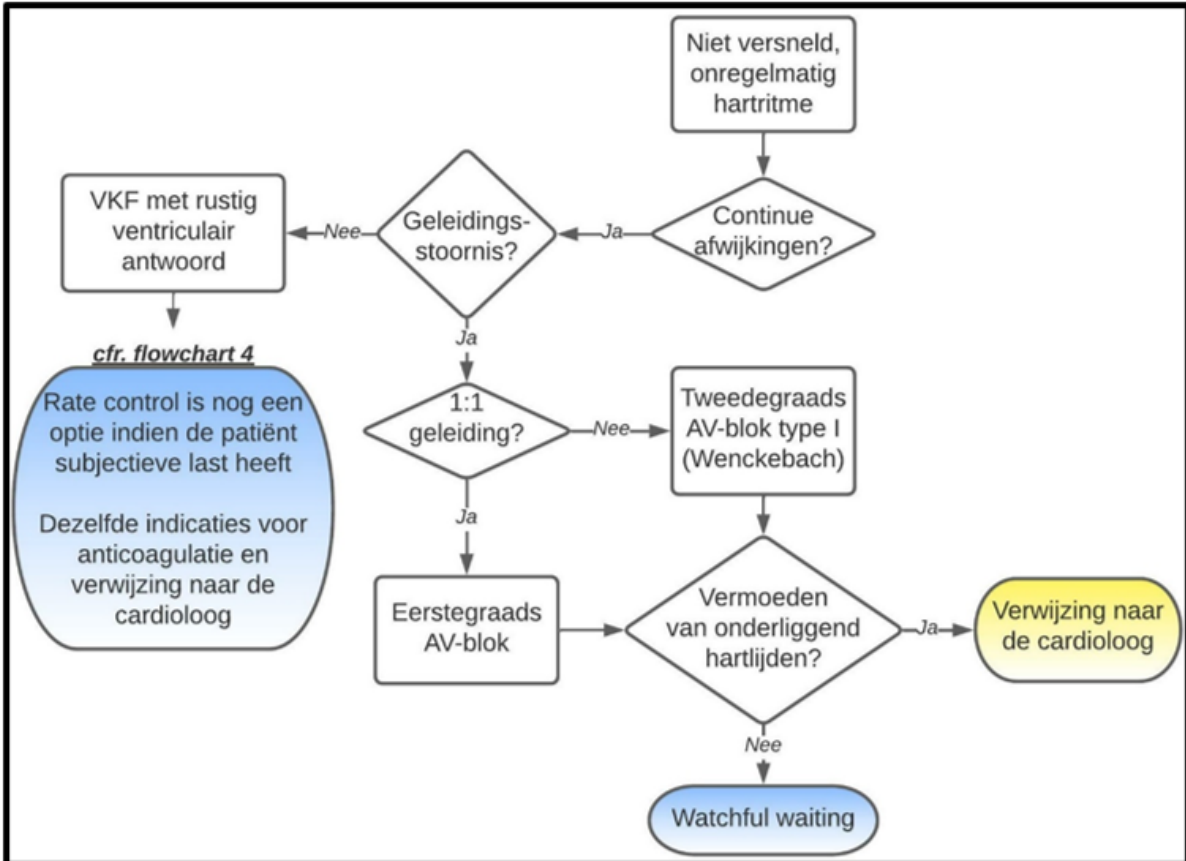 Niet versneld,
onregelmatig
hartritme
Continue
afwijkingen?
Ja
Geleidings-
stoornis?
Nee
VKF met rustig
ventriculair
antwoord
cfr. flowchart 4
Rate control is nog een
optie indien de patiënt
subjectieve last heeft
Dezelfde indicaties voor
anticoagulatie en
verwijzing naar de
cardioloog
Ja
1:1
geleiding?
Nee
Tweedegraads
AV-blok type I
(Wenckebach)
Ja
Eerstegraads
AV-blok
Vermoeden
van onderliggend
hartlijden?
Ja
Verwijzing naar
de cardioloog
Nee
Watchful waiting